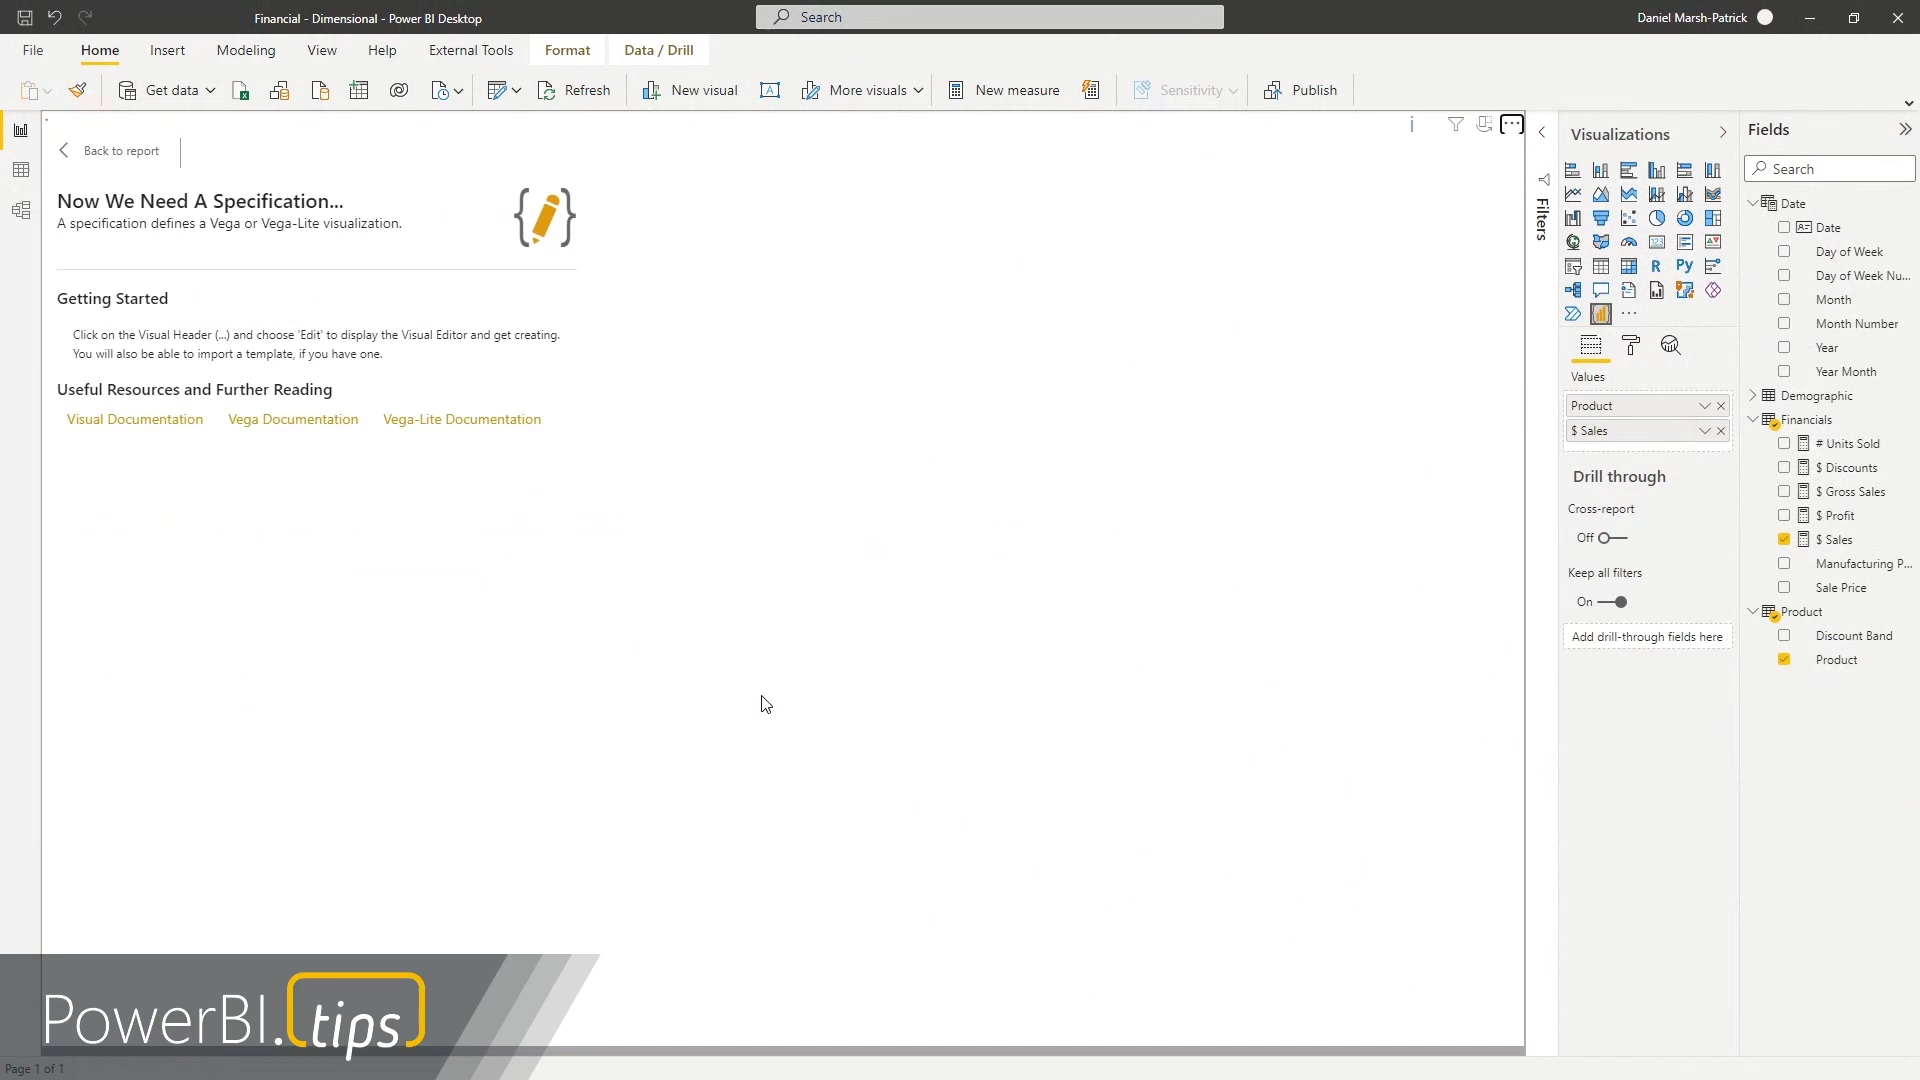 Financial - Dimensional - Power BI Desktop
Search
Daniel Marsh-Patrick
File
Home
Insert
Modeling
View
Help
External Tools
Format
Data / Drill
Get data
Refresh
New visual
More visuals
New measure
Sensitivity
Publish
Back to report
Now We Need A Specification...
A specification defines a Vega or Vega-Lite visualization.
Getting Started
Click on the Visual Header (...) and choose 'Edit' to display the Visual Editor and get creating.
You will also be able to import a template, if you have one.
Useful Resources and Further Reading
Visual Documentation
Vega Documentation
Vega-Lite Documentation
Filters
Visualizations
R
Py
Values
Product
$ Sales
Drill through
Cross-report
Off
Keep all filters
On
Add drill-through fields here
Fields
Search
Date
Date
Day of Week
Day of Week Nu...
Month
Month Number
Year
Year Month
Demographic
Financials
# Units Sold
$ Discounts
$ Gross Sales
$ Profit
$ Sales
Manufacturing P...
Sale Price
Product
Discount Band
Product
PowerBI.tips
Page 1 of 1